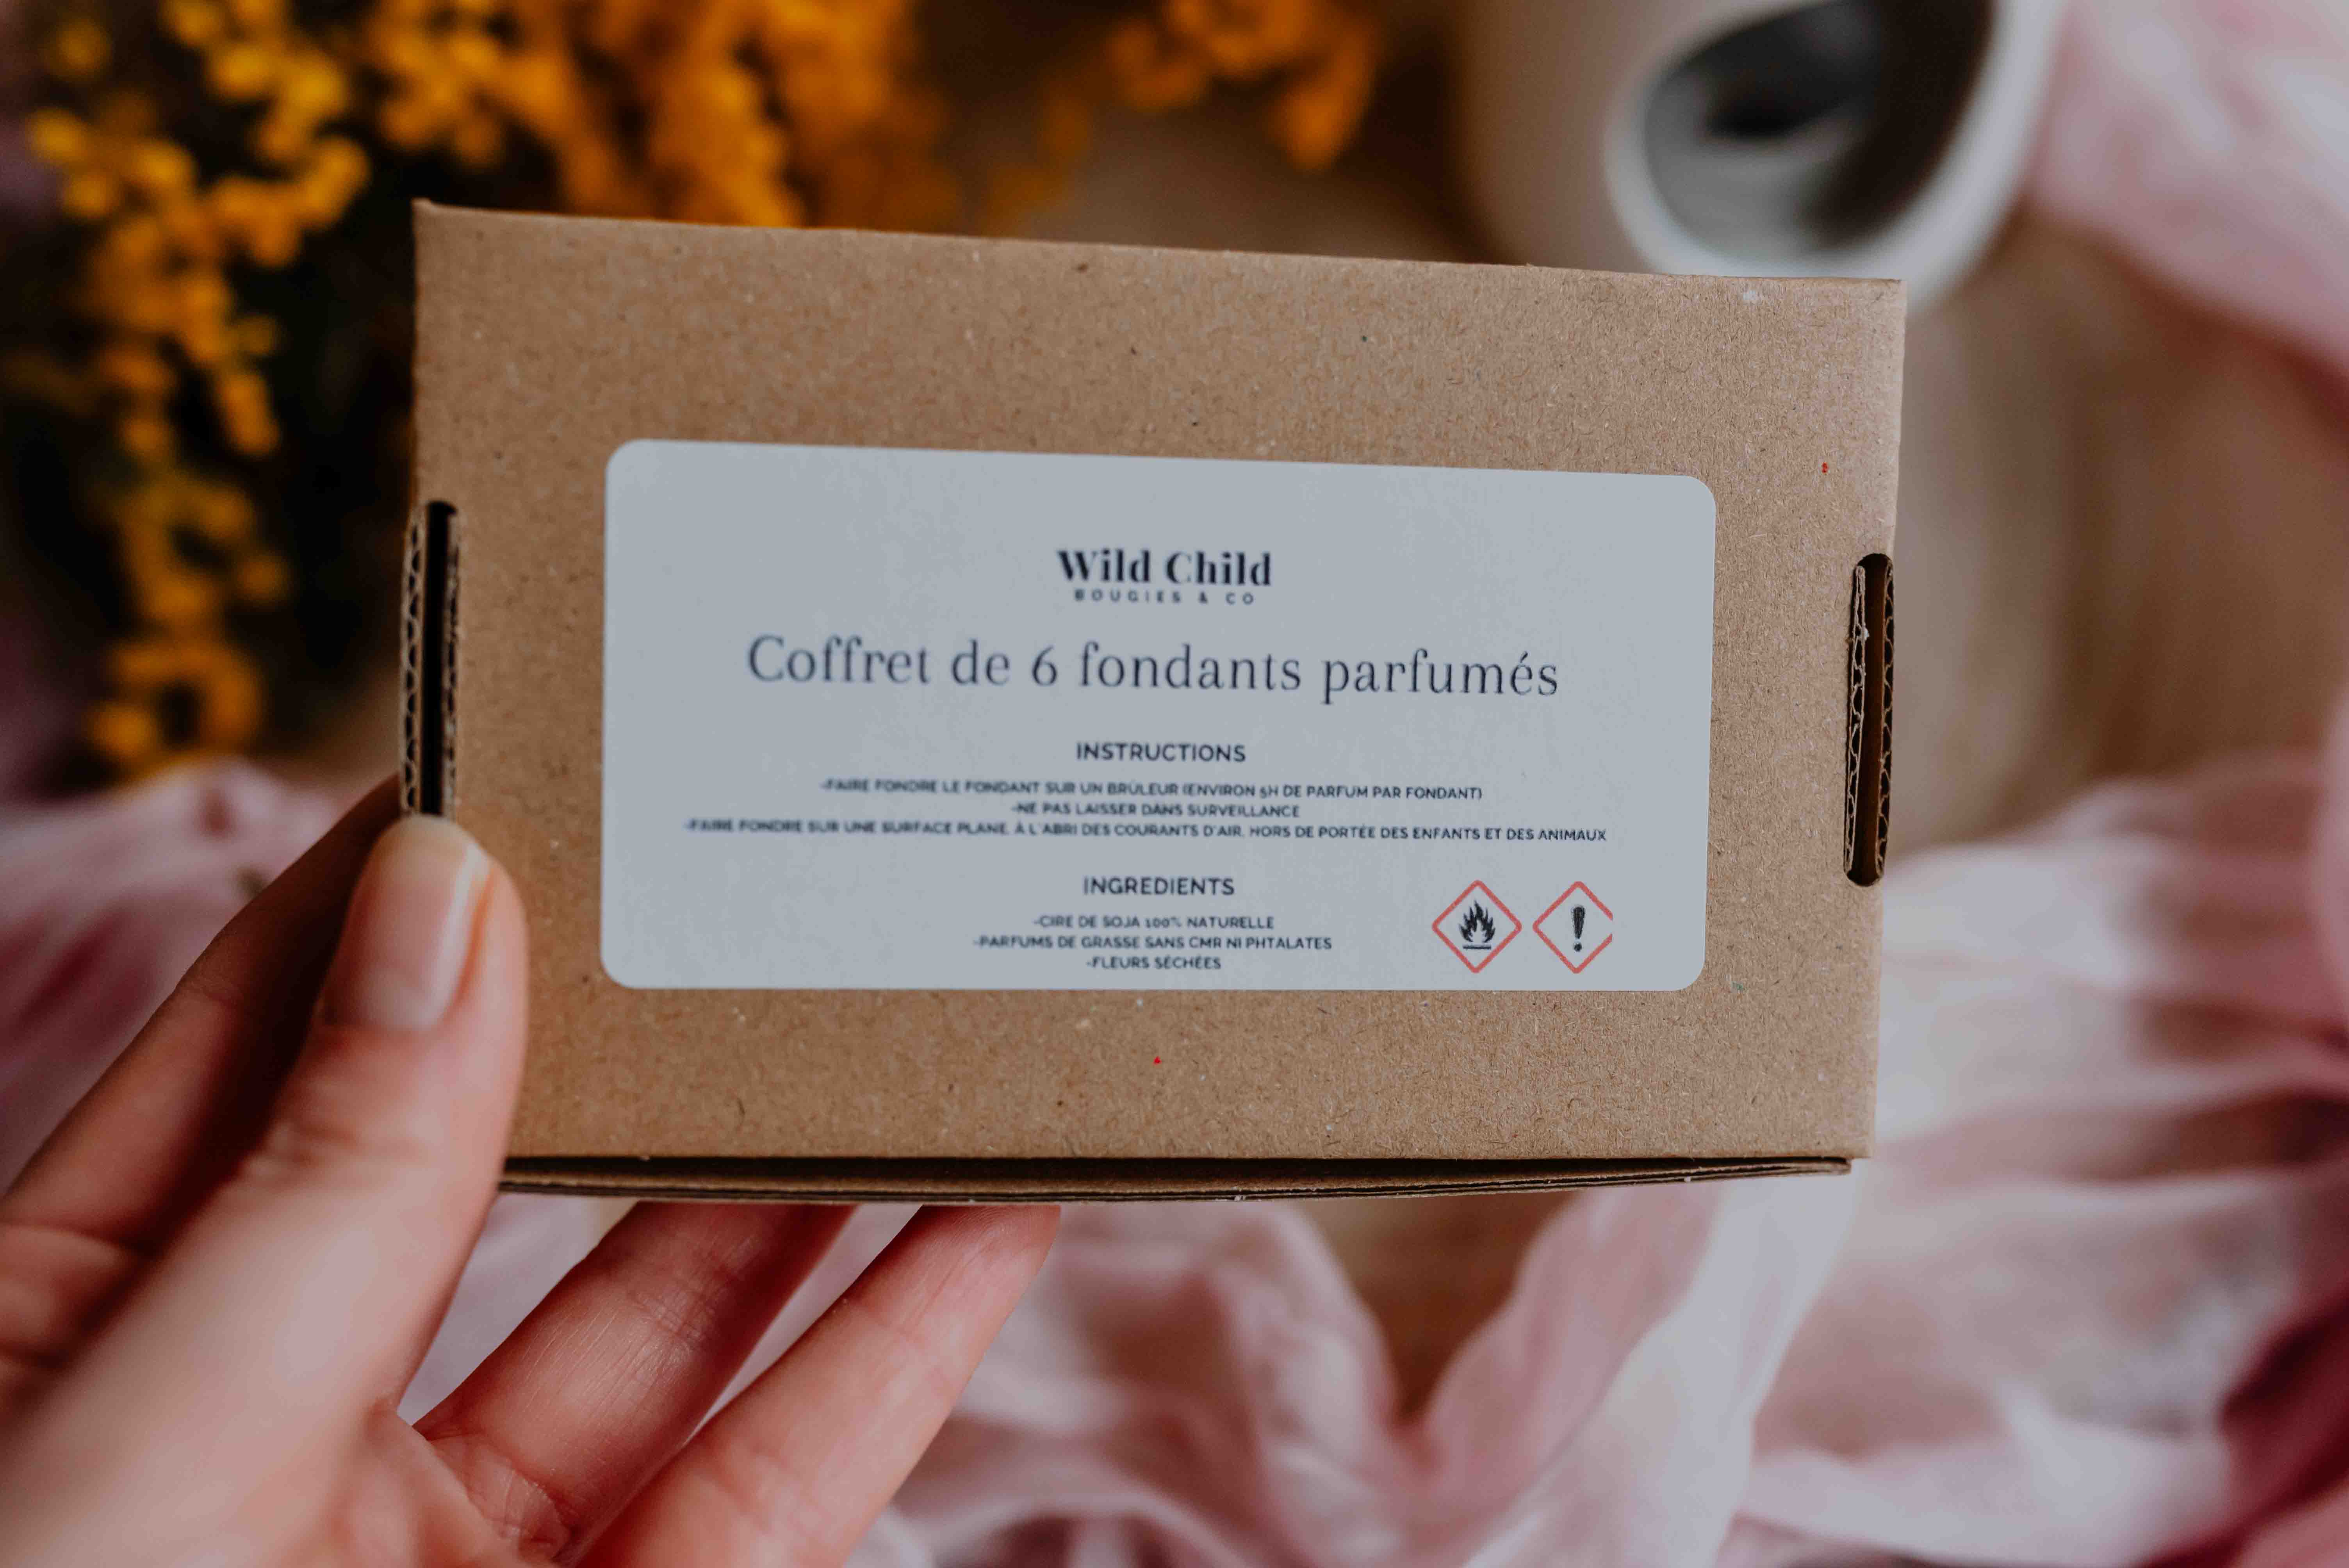 Wild Child
BOUGIES & CO
Coffret de 6 fondants parfumés
INSTRUCTIONS
-FAIRE FONDRE LE FONDANT SUR UN BRÛLEUR (ENVIRON 5H DE PARFUM PAR FONDANT)
-NE PAS LAISSER DANS SURVEILLANCE
-FAIRE FONDRE SUR UNE SURFACE PLANE, À L'ABRI DES COURANTS D'AIR, HORS DE PORTÉE DES ENFANTS ET DES ANIMAUX
INGREDIENTS
-CIRE DE SOJA 100% NATURELLE
-PARFUMS DE GRASSE SANS CMR NI PHTALATES
-FLEURS SÉCHÉES